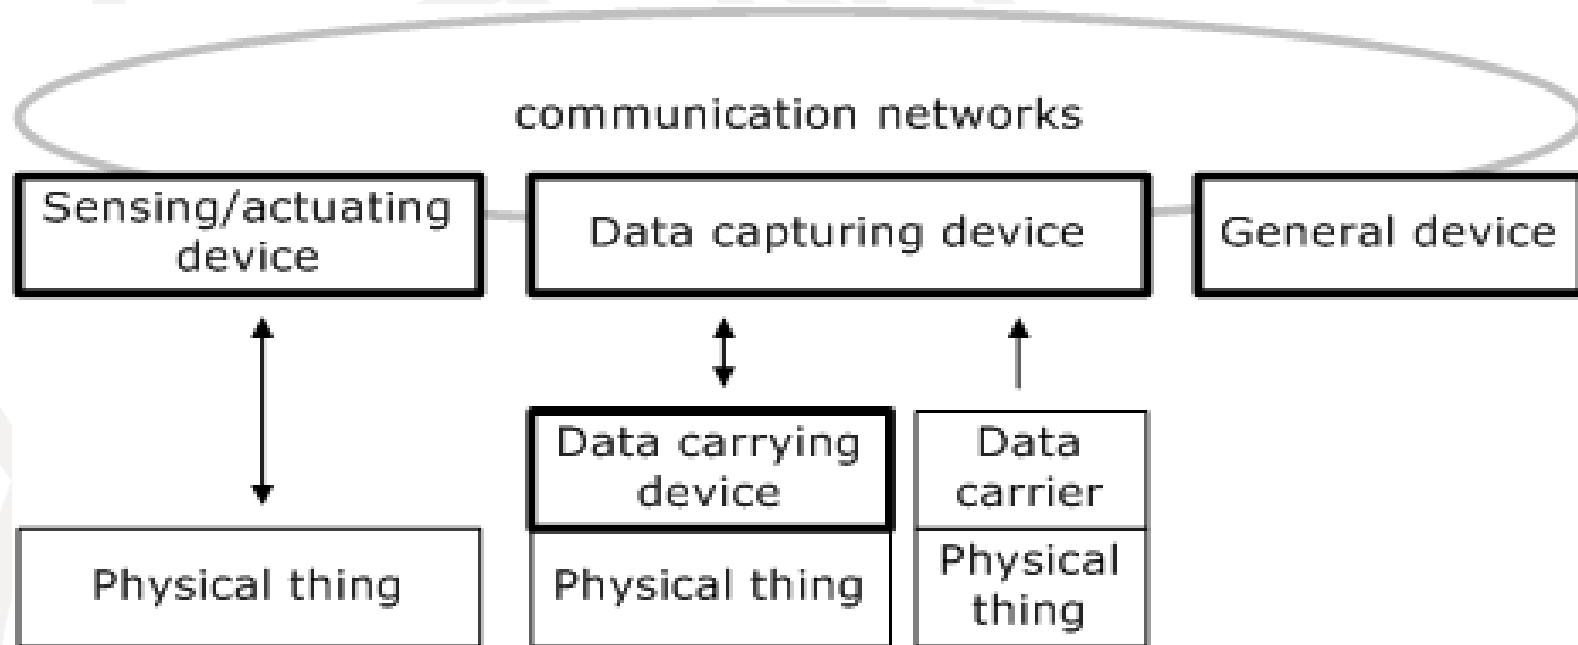 communication networks
Sensing/actuating
device
Data capturing device
General device
Data carrying
device
Data
carrier
Physical thing
Physical thing
Physical
thing